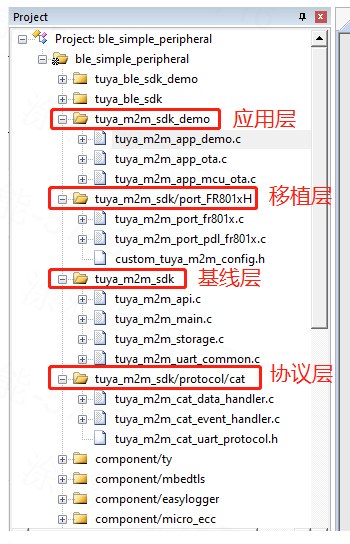 Project
Project: ble_simple_peripheral
ble_simple_peripheral
tuya_ble_sdk_demo
tuya_ble_sdk
tuya_m2m_sdk_demo 应用层
tuya_m2m_app_demo.c
tuya_m2m_app_ota.c
tuya_m2m_app_mcu_ota.c
tuya_m2m_sdk/port_FR801xH 移植层
tuya_m2m_port_fr801x.c
tuya_m2m_port_pdl_fr801x.c
custom_tuya_m2m_config.h
tuya_m2m_sdk 基线层
tuya_m2m_api.c
tuya_m2m_main.c
tuya_m2m_storage.c
tuya_m2m_uart_common.c
tuya_m2m_sdk/protocol/cat 协议层
tuya_m2m_cat_data_handler.c
tuya_m2m_cat_event_handler.c
tuya_m2m_cat_uart_protocol.h
component/ty
component/mbedtls
component/easylogger
component/micro_ecc